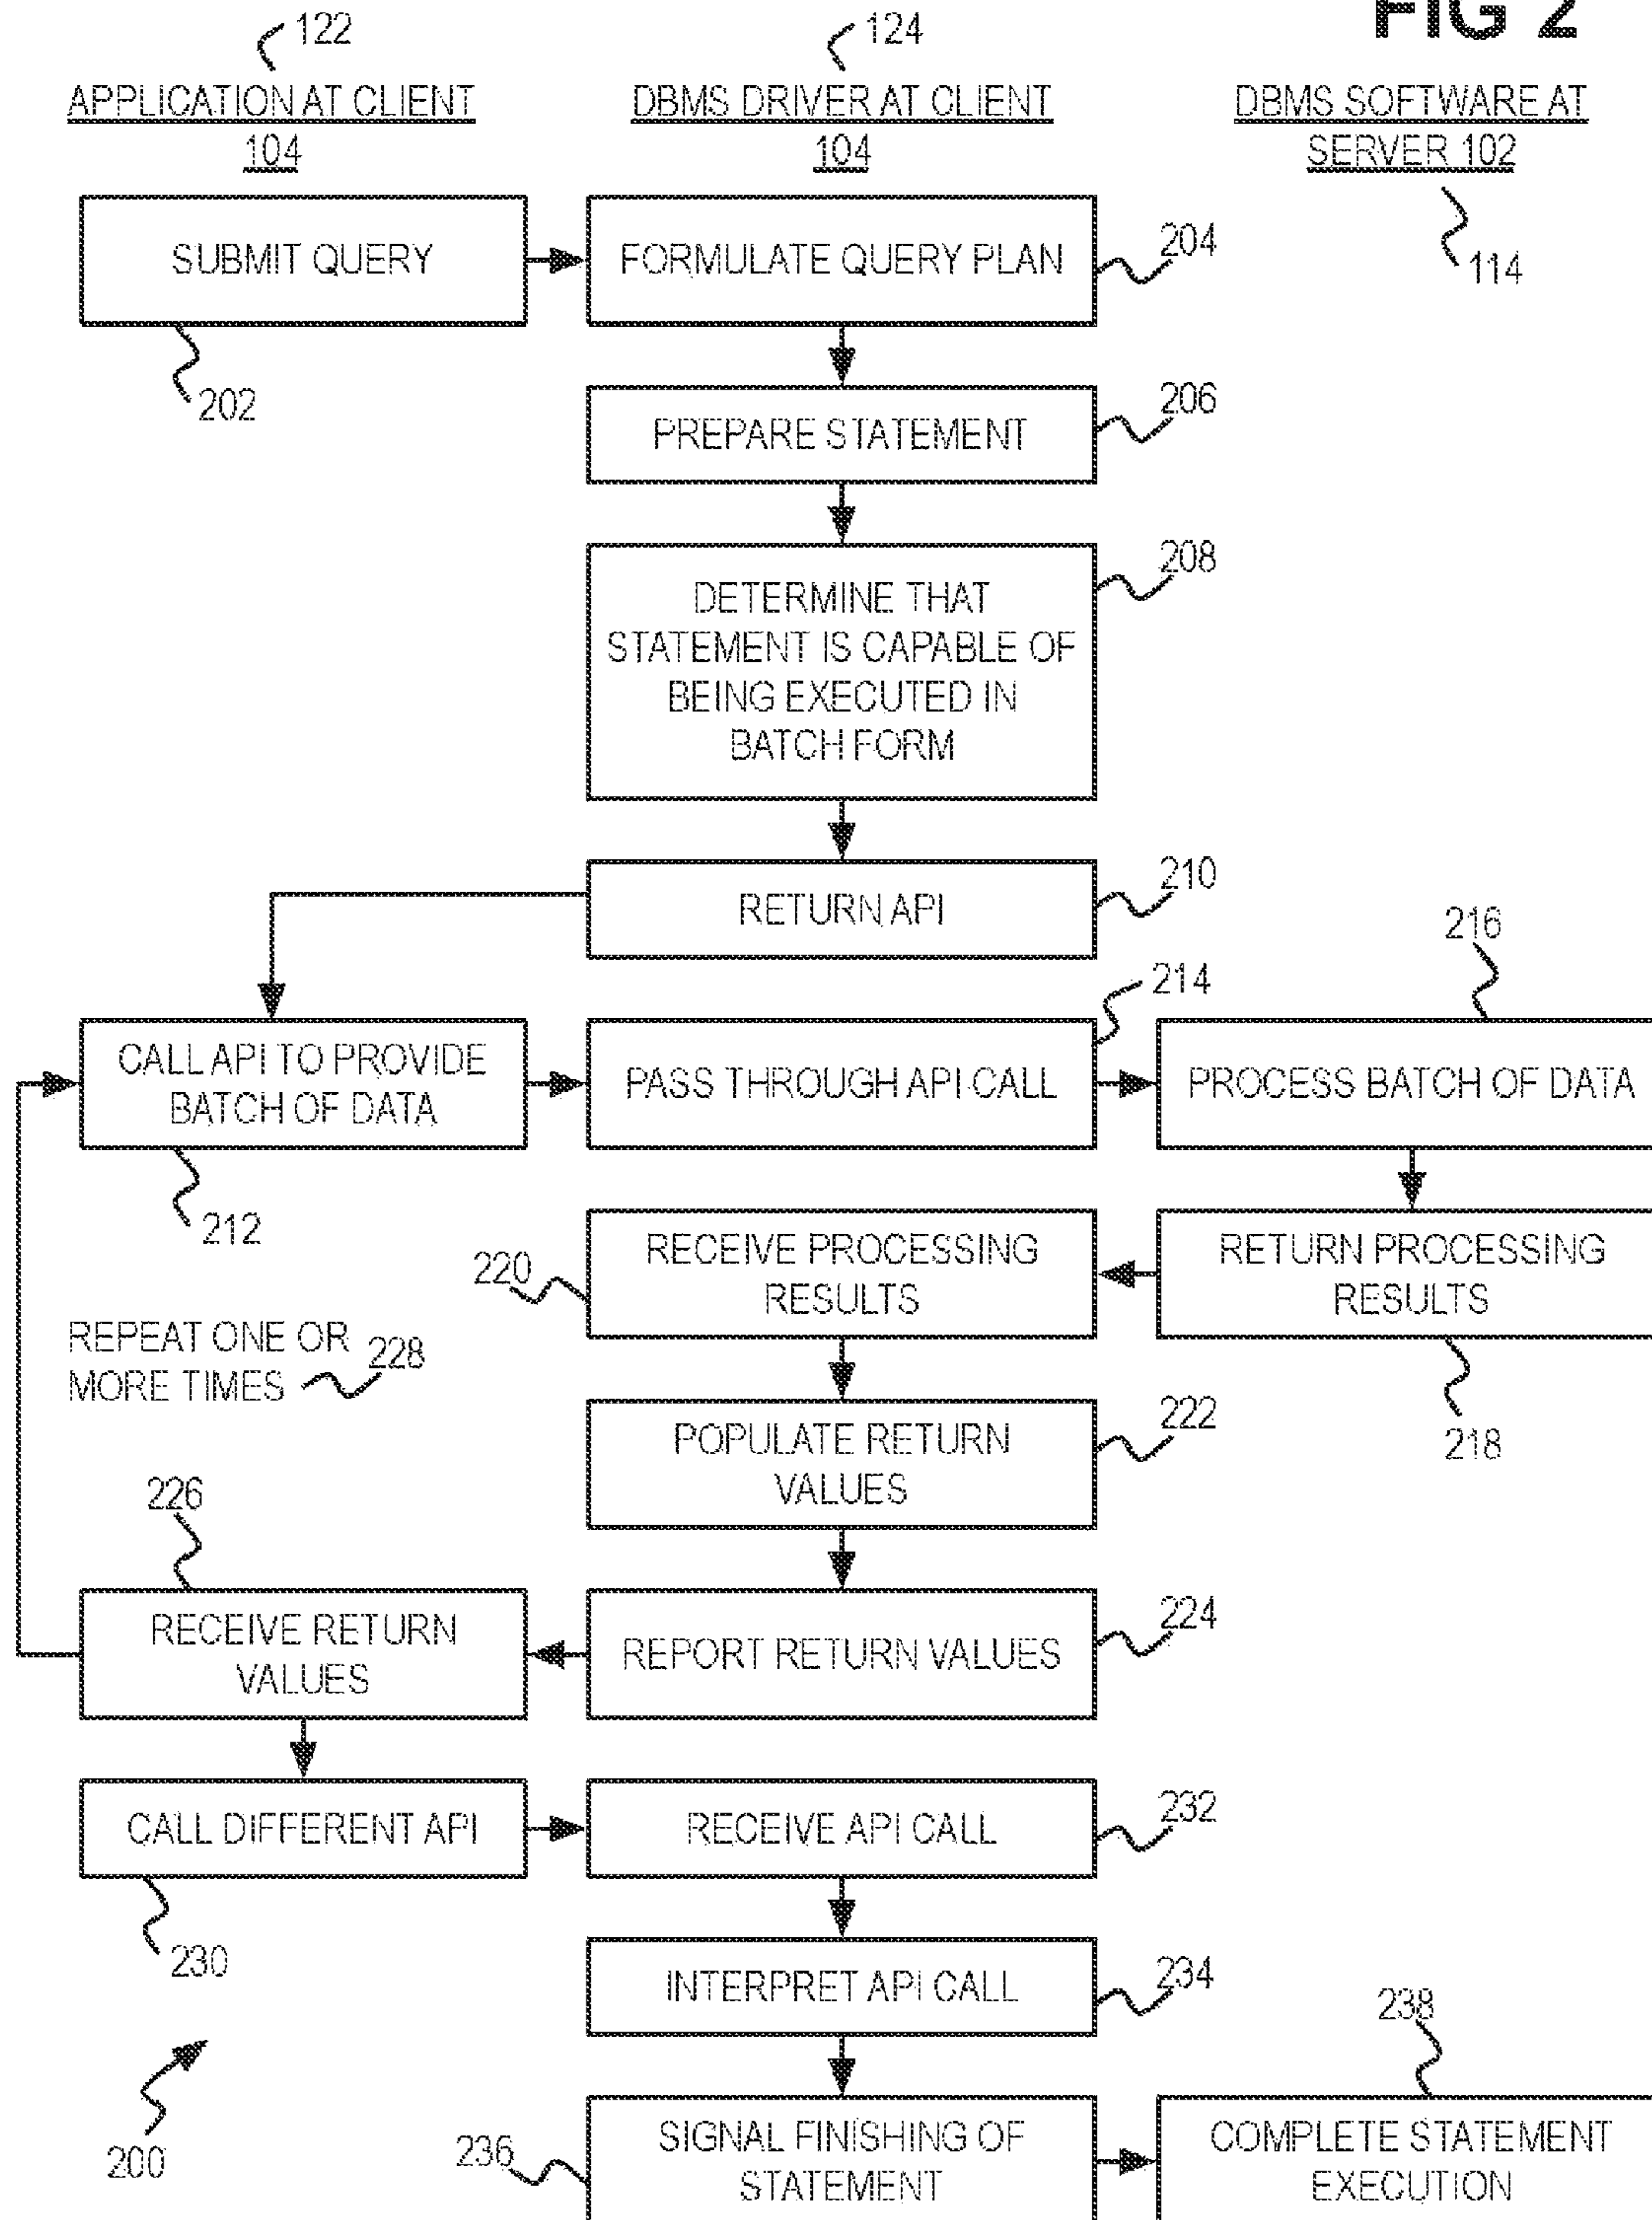 FIG 2
122
124
APPLICATION AT CLIENT
104
DBMS DRIVER AT CLIENT
104
DBMS SOFTWARE AT
SERVER 102
114
SUBMIT QUERY
202
FORMULATE QUERY PLAN
204
PREPARE STATEMENT
206
DETERMINE THAT
STATEMENT IS CAPABLE OF
BEING EXECUTED IN
BATCH FORM
208
RETURN API
210
CALL API TO PROVIDE
BATCH OF DATA
212
PASS THROUGH API CALL
214
PROCESS BATCH OF DATA
216
RETURN PROCESSING
RESULTS
218
RECEIVE PROCESSING
RESULTS
220
POPULATE RETURN
VALUES
222
REPORT RETURN VALUES
224
RECEIVE RETURN
VALUES
226
REPEAT ONE OR
MORE TIMES
228
CALL DIFFERENT API
230
RECEIVE API CALL
232
INTERPRET API CALL
234
SIGNAL FINISHING OF
STATEMENT
236
COMPLETE STATEMENT
EXECUTION
238
200